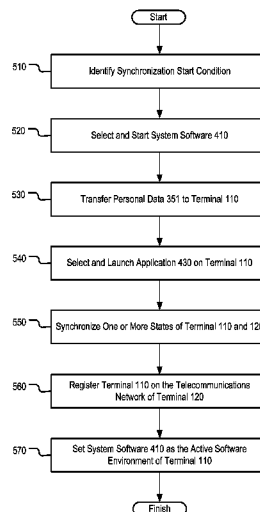 Start
510
Identify Synchronization Start Condition
520
Select and Start System Software 410
530
Transfer Personal Data 351 to Terminal 110
540
Select and Launch Application 430 on Terminal 110
550
Synchronize One or More States of Terminal 110 and 120
560
Register Terminal 110 on the Telecommunications
Network of Terminal 120
570
Set System Software 410 as the Active Software
Environment of Terminal 110
Finish